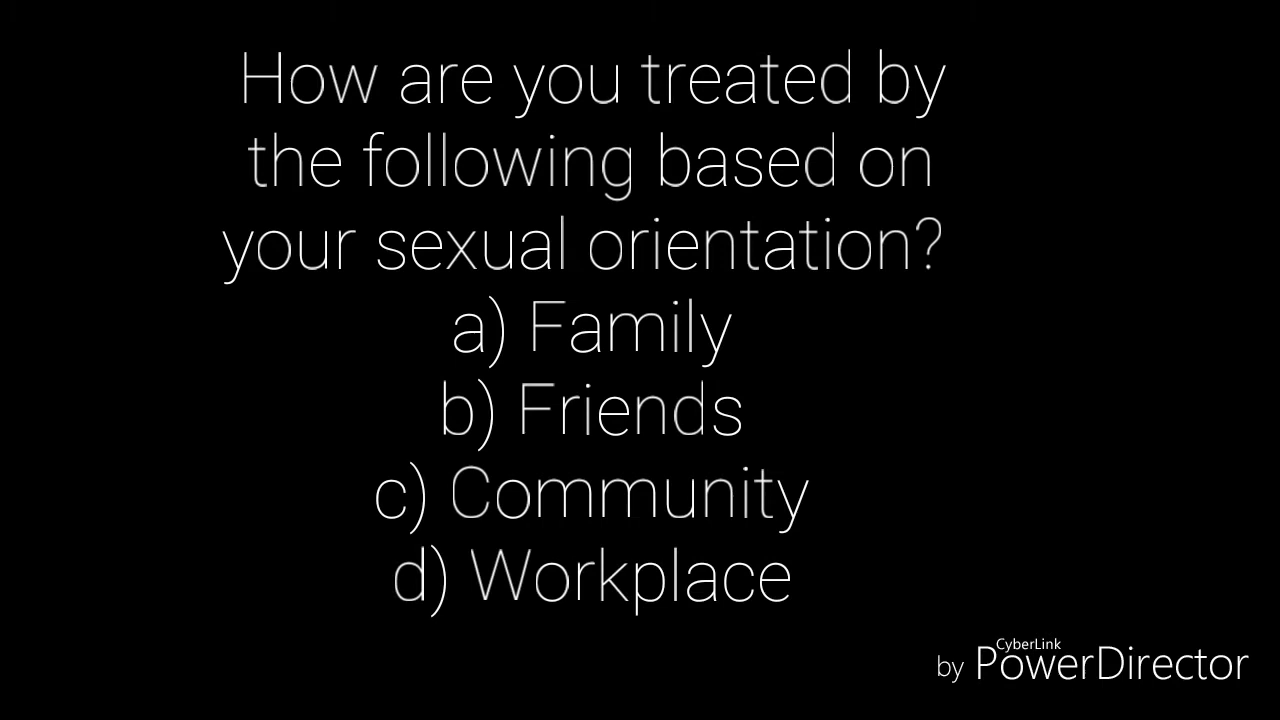 How are you treated by
the following based on
your sexual orientation?
a) Family
b) Friends
c) Community
d) Workplace
CyberLink
by PowerDirector